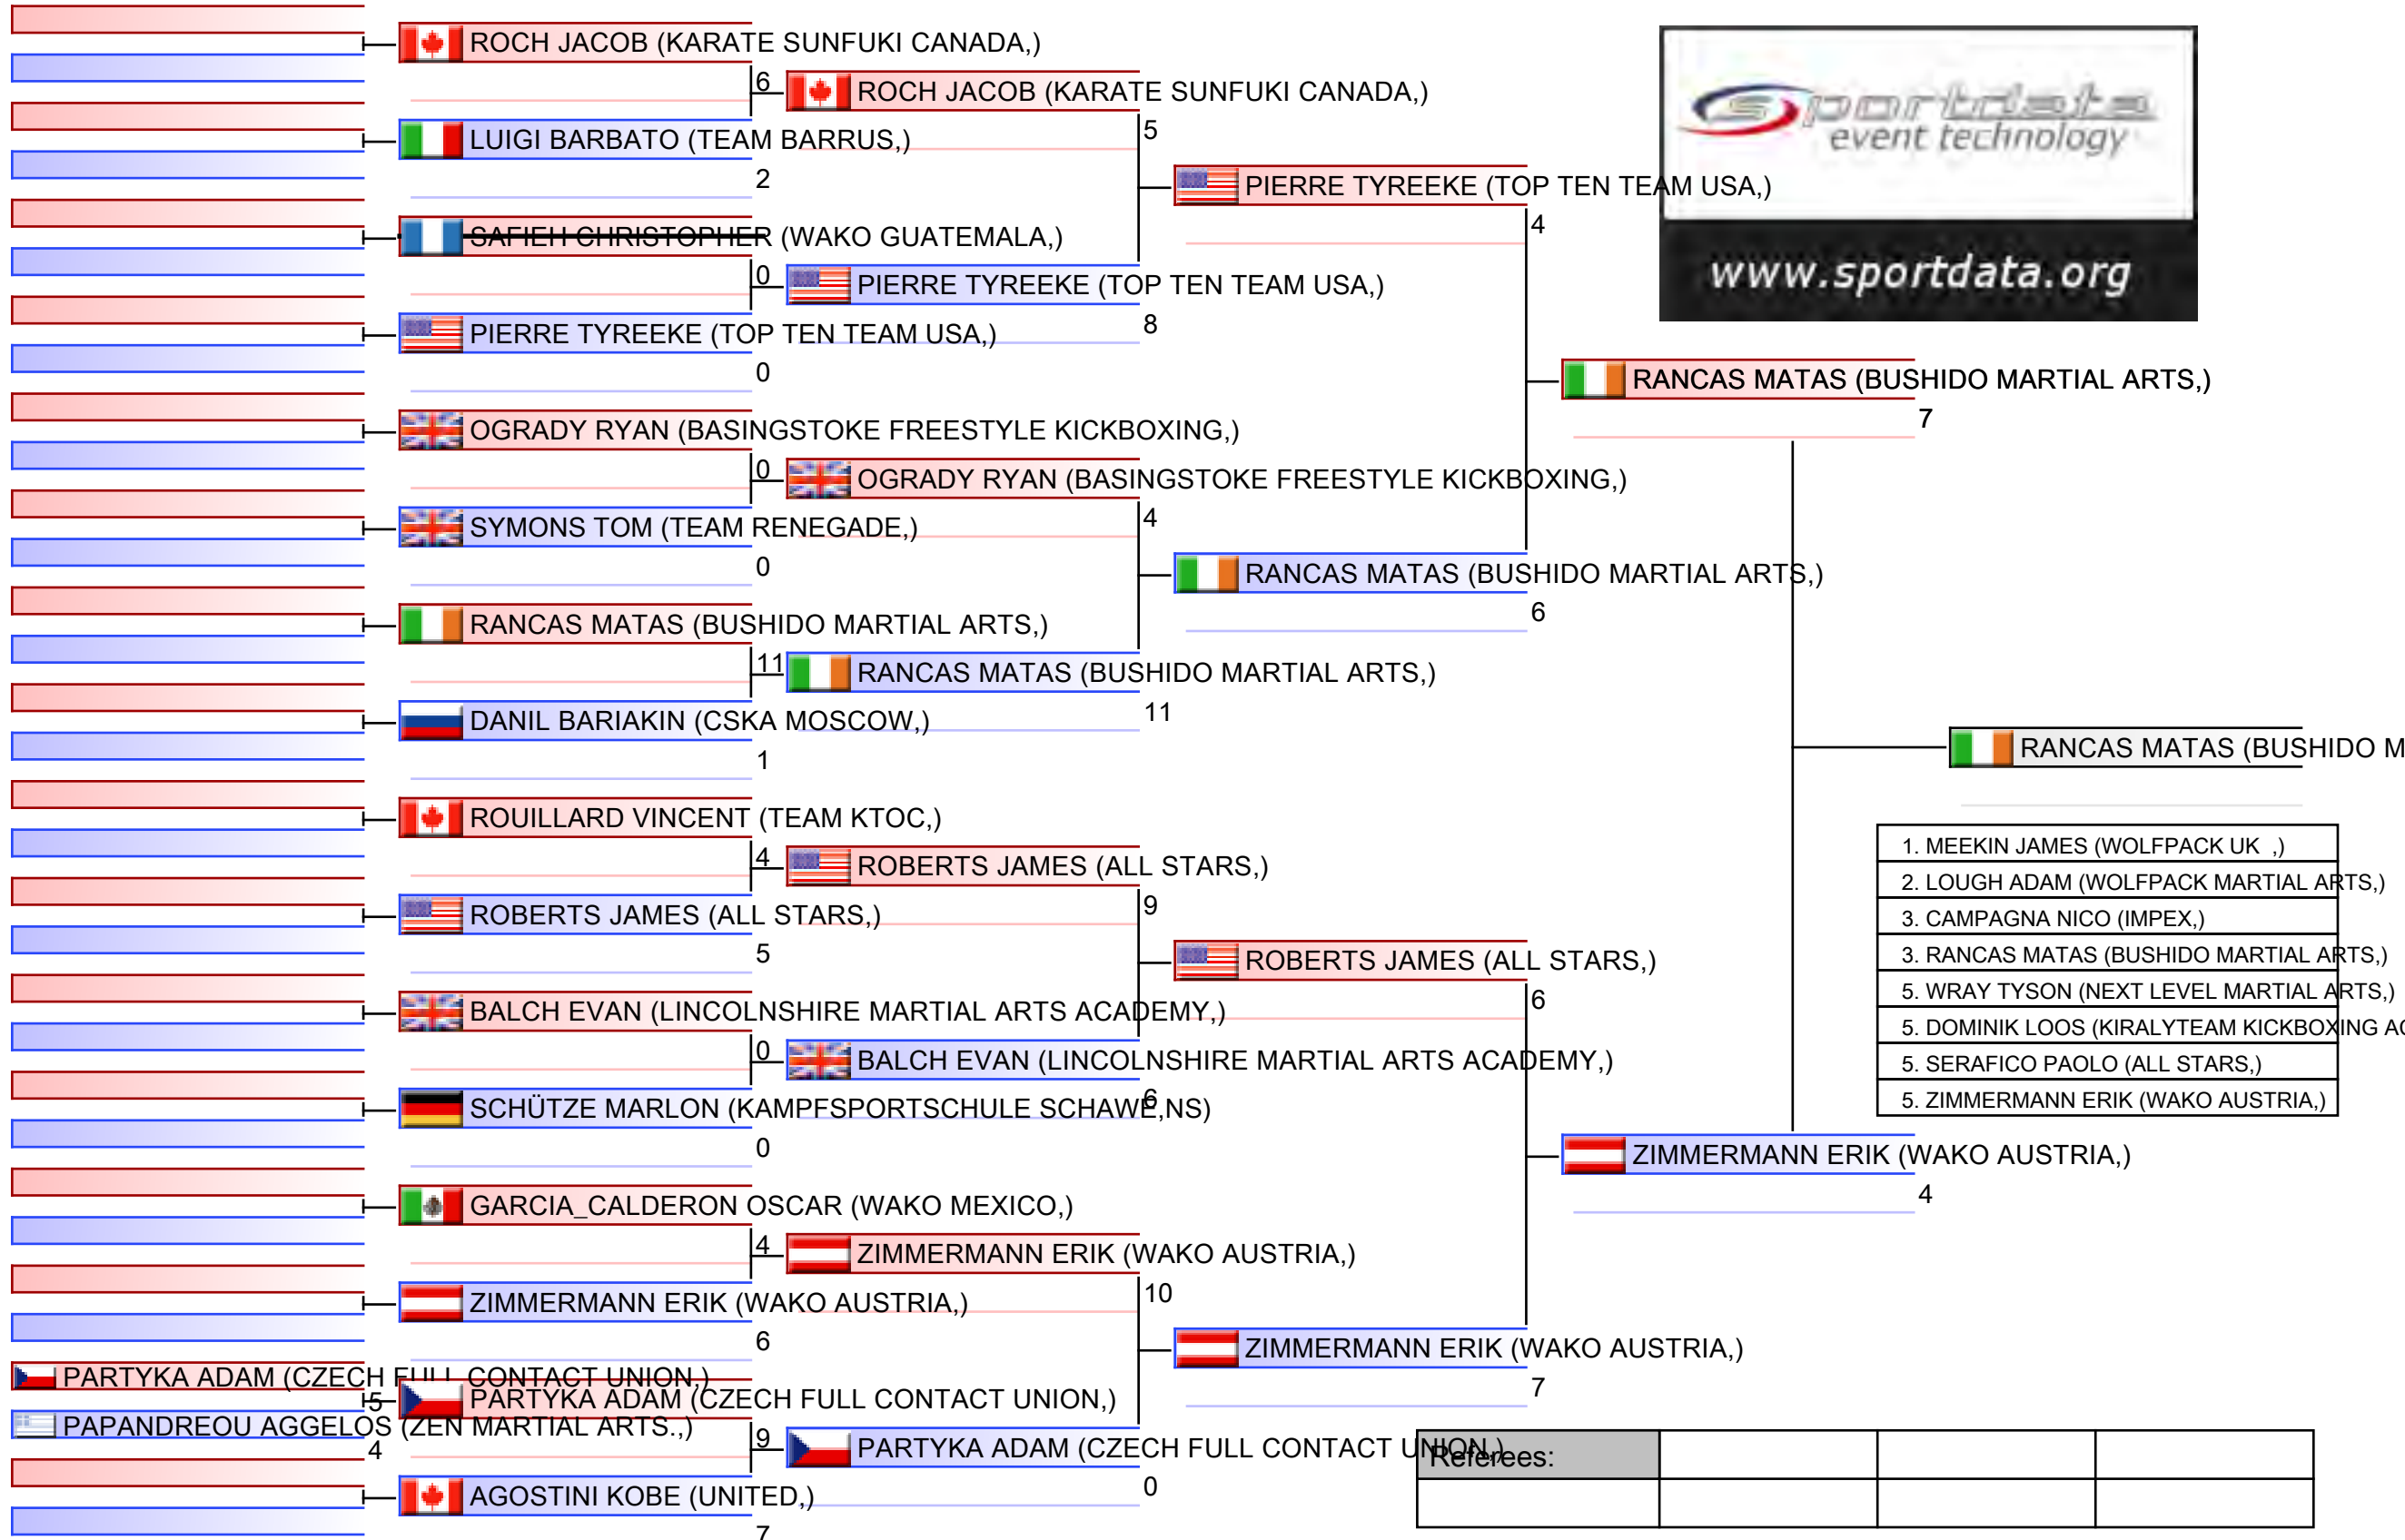 ROCH JACOB (KARATE SUNFUKI CANADA,)
6
ROCH JACOB (KARATE SUNFUKI CANADA,)
5
LUIGI BARBATO (TEAM BARRUS,)
2
PIERRE TYREEKE (TOP TEN TEAM USA,)
4
SAFIEH CHRISTOPHER (WAKO GUATEMALA,)
0
PIERRE TYREEKE (TOP TEN TEAM USA,)
8
PIERRE TYREEKE (TOP TEN TEAM USA,)
0
sportdata
event technology
www.sportdata.org
RANCAS MATAS (BUSHIDO MARTIAL ARTS,)
7
OGRADY RYAN (BASINGSTOKE FREESTYLE KICKBOXING,)
0
OGRADY RYAN (BASINGSTOKE FREESTYLE KICKBOXING,)
4
SYMONS TOM (TEAM RENEGADE,)
0
RANCAS MATAS (BUSHIDO MARTIAL ARTS,)
6
RANCAS MATAS (BUSHIDO MARTIAL ARTS,)
11
RANCAS MATAS (BUSHIDO MARTIAL ARTS,)
11
DANIL BARIAKIN (CSKA MOSCOW,)
1
RANCAS MATAS (BUSHIDO M
ROUILLARD VINCENT (TEAM KTOC,)
4
ROBERTS JAMES (ALL STARS,)
9
ROBERTS JAMES (ALL STARS,)
5
ROBERTS JAMES (ALL STARS,)
6
BALCH EVAN (LINCOLNSHIRE MARTIAL ARTS ACADEMY,)
0
BALCH EVAN (LINCOLNSHIRE MARTIAL ARTS ACADEMY,)
6
SCHÜTZE MARLON (KAMPFSPORTSCHULE SCHAWE,NS)
0
1. MEEKIN JAMES (WOLFPACK UK ,)
2. LOUGH ADAM (WOLFPACK MARTIAL ARTS,)
3. CAMPAGNA NICO (IMPEX,)
3. RANCAS MATAS (BUSHIDO MARTIAL ARTS,)
5. WRAY TYSON (NEXT LEVEL MARTIAL ARTS,)
5. DOMINIK LOOS (KIRALYTEAM KICKBOXING AC
5. SERAFICO PAOLO (ALL STARS,)
5. ZIMMERMANN ERIK (WAKO AUSTRIA,)
ZIMMERMANN ERIK (WAKO AUSTRIA,)
4
GARCIA_CALDERON OSCAR (WAKO MEXICO,)
4
ZIMMERMANN ERIK (WAKO AUSTRIA,)
10
ZIMMERMANN ERIK (WAKO AUSTRIA,)
6
ZIMMERMANN ERIK (WAKO AUSTRIA,)
7
PARTYKA ADAM (CZECH FULL CONTACT UNION,)
5
PARTYKA ADAM (CZECH FULL CONTACT UNION,)
9
PAPANDREOU AGGELOS (ZEN MARTIAL ARTS.,)
4
PARTYKA ADAM (CZECH FULL CONTACT UNION,)
0
AGOSTINI KOBE (UNITED,)
7
Referees: